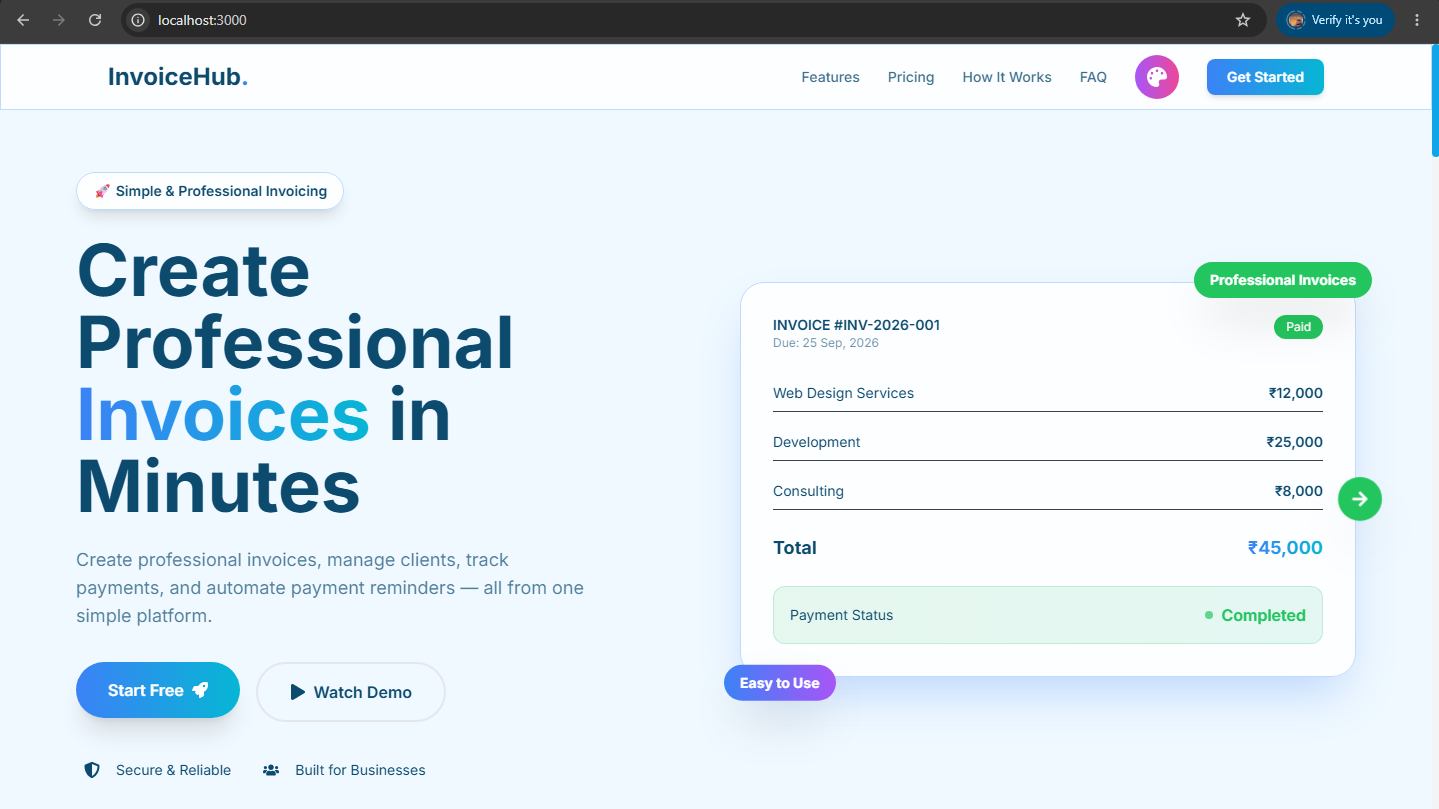 localhost:3000
Verify it's you
InvoiceHub.
Features
Pricing
How It Works
FAQ
Get Started
🚀 Simple & Professional Invoicing
Create
Professional
Invoices in
Minutes
Create professional invoices, manage clients, track
payments, and automate payment reminders — all from one
simple platform.
Start Free
Watch Demo
Secure & Reliable
Built for Businesses
Professional Invoices
INVOICE #INV-2026-001
Paid
Due: 25 Sep, 2026
Web Design Services ₹12,000
Development ₹25,000
Consulting ₹8,000
Total ₹45,000
Payment Status Completed
Easy to Use